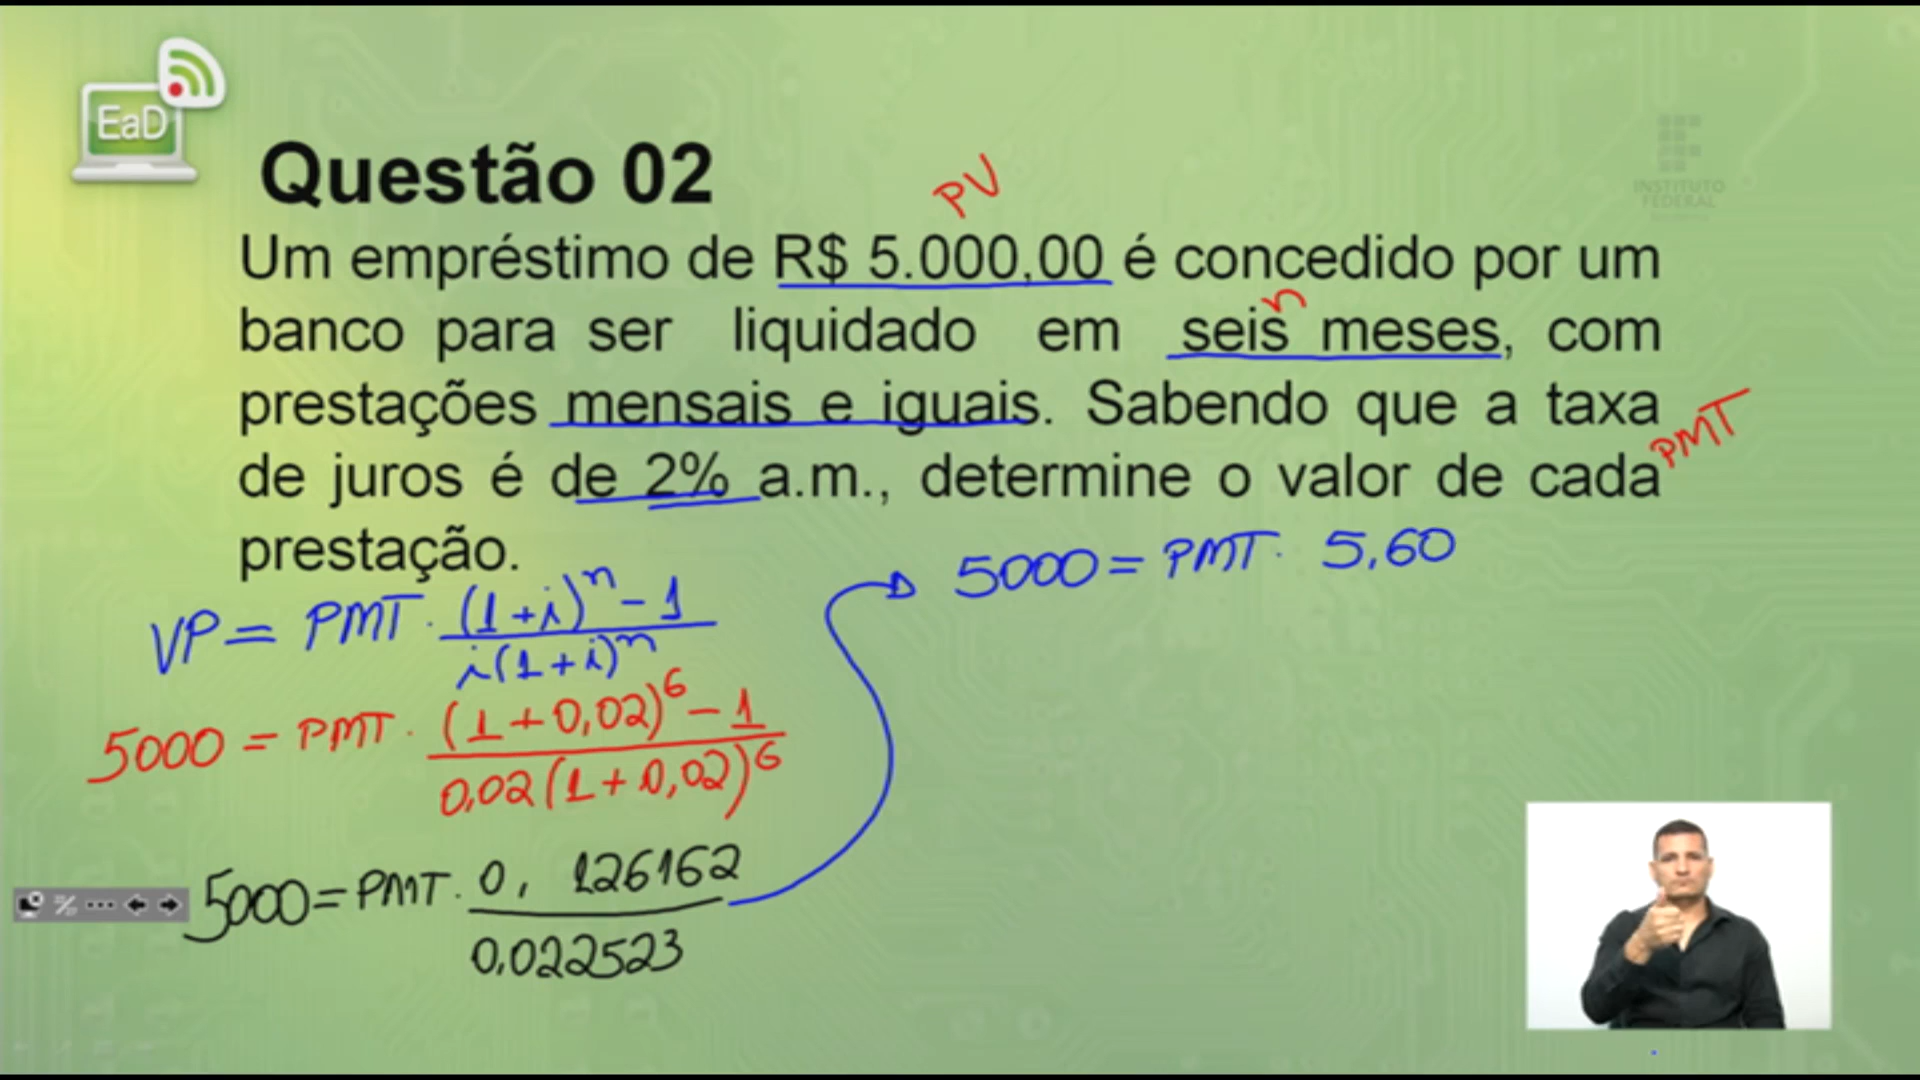 EaD
INSTITUTO
FEDERAL
Questão 02
PV
Um empréstimo de R$ 5.000,00 é concedido por um
n
banco para ser liquidado em seis meses, com
prestações mensais e iguais. Sabendo que a taxa
PMT
de juros é de 2% a.m., determine o valor de cada
prestação.
5000 = PMT. 5,60
VP = PMT . (1+i)^n - 1
i(1+i)^n
5000 = PMT . (1+0,02)^6 - 1
0,02(1+0,02)^6
5000 = PMT . 0, 126162
0,022523